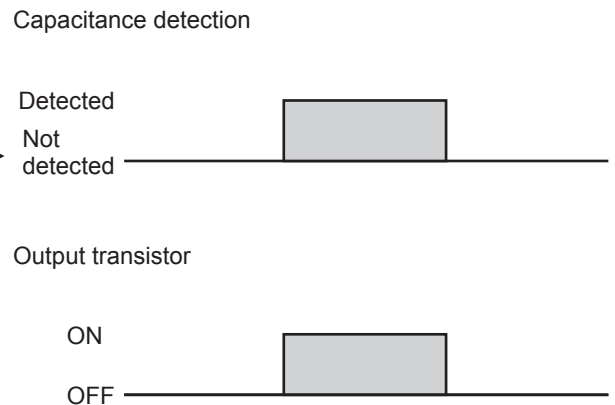 Capacitance detection
Detected
Not
detected
Output transistor
ON
OFF